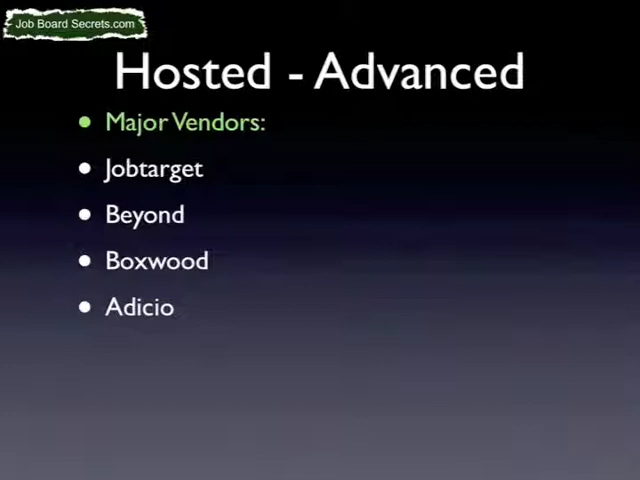 Job Board Secrets.com
Hosted - Advanced
• Major Vendors:
• Jobtarget
• Beyond
• Boxwood
• Adicio